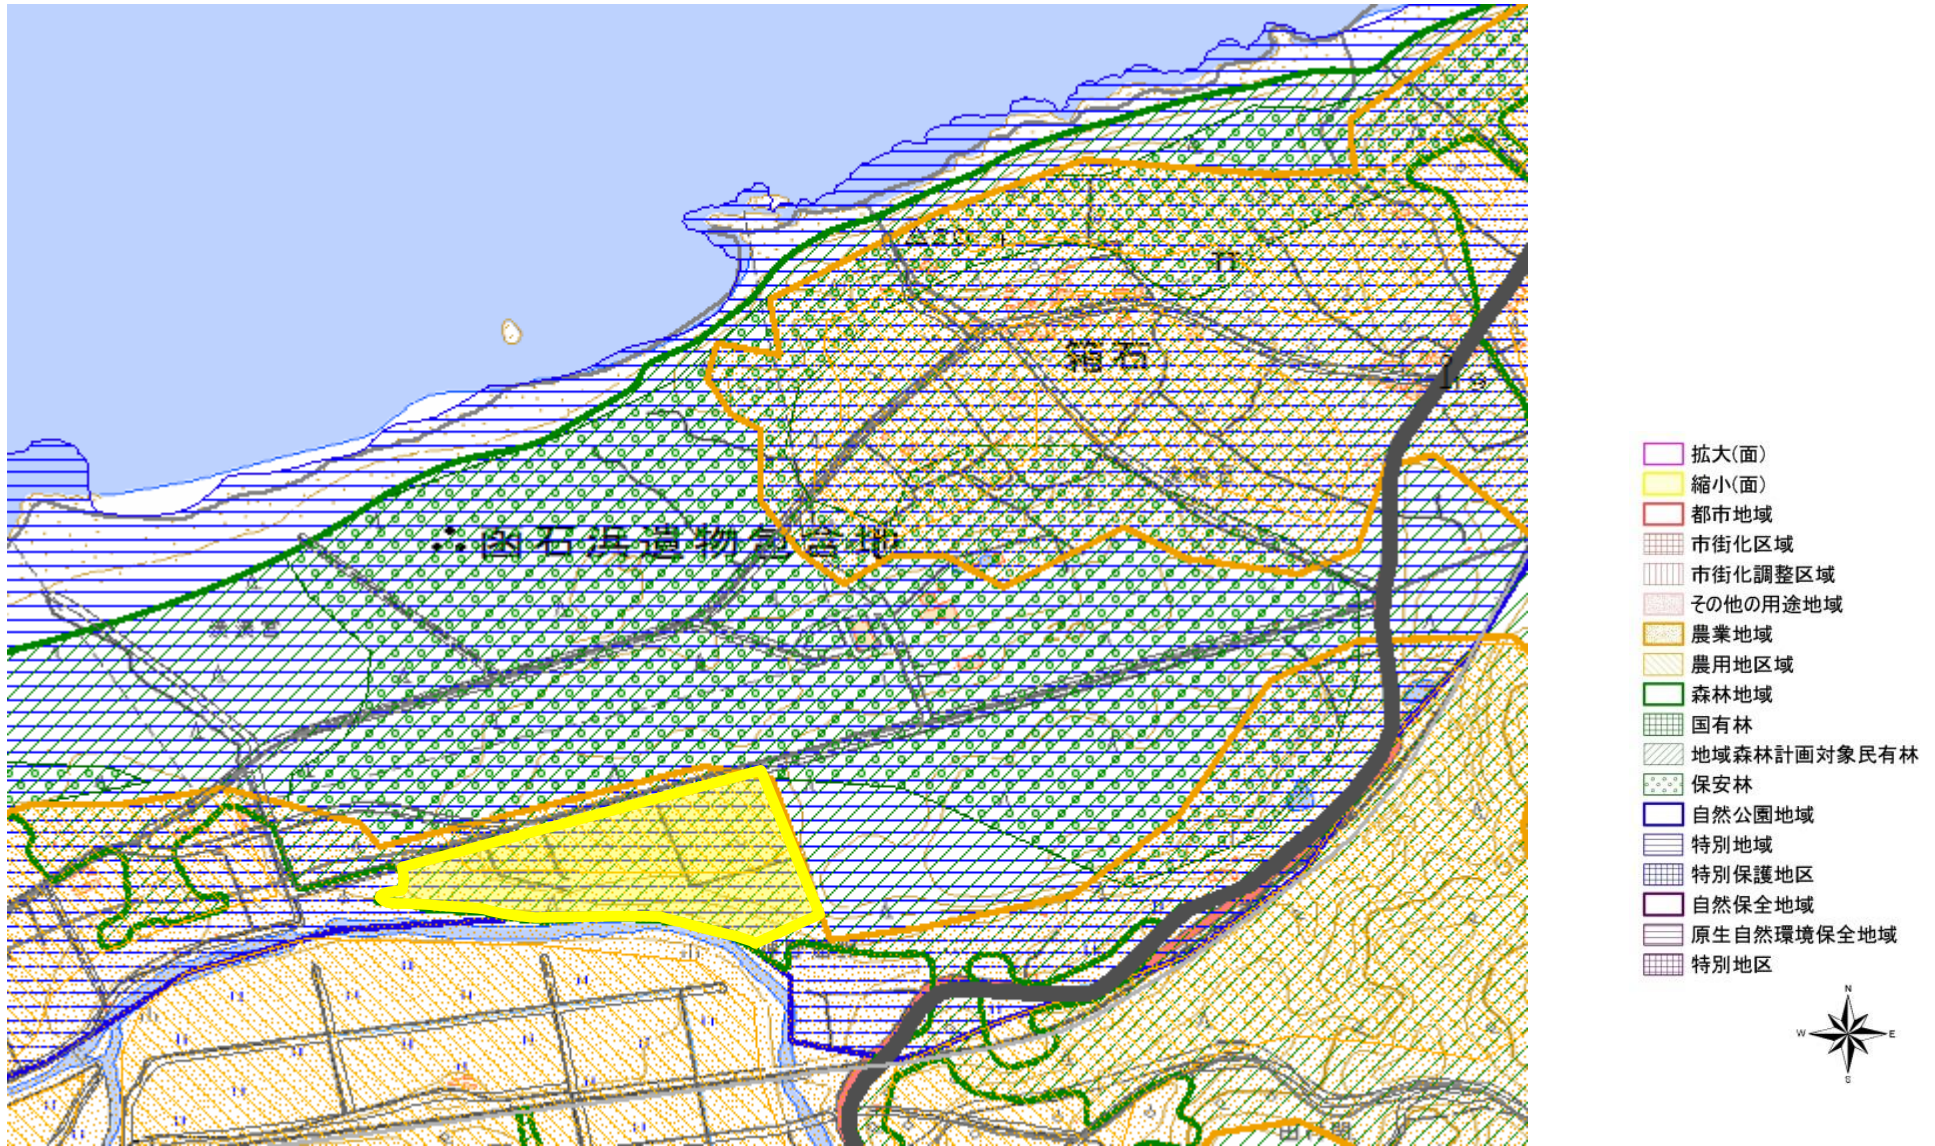 箱石
函石浜遺物包含地
拡大(面)
縮小(面)
都市地域
市街化区域
市街化調整区域
その他の用途地域
農業地域
農用地区域
森林地域
国有林
地域森林計画対象民有林
保安林
自然公園地域
特別地域
特別保護地区
自然保全地域
原生自然環境保全地域
特別地区
N
W
E
S